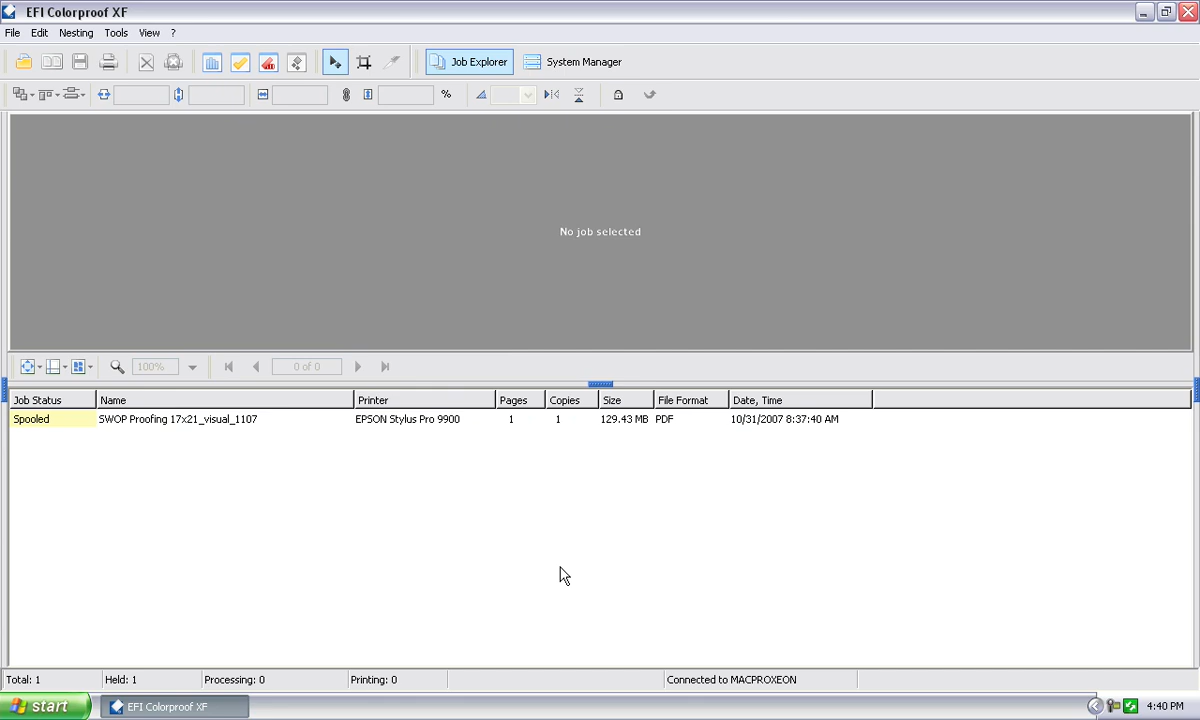 EFI Colorproof XF
File Edit Nesting Tools View ?
Job Explorer System Manager
%
No job selected
100% 0 of 0
Job Status Name Printer Pages Copies Size File Format Date, Time
Spooled SWOP Proofing 17x21_visual_1107 EPSON Stylus Pro 9900 1 1 129.43 MB PDF 10/31/2007 8:37:40 AM
Total: 1 Held: 1 Processing: 0 Printing: 0 Connected to MACPROXEON
start EFI Colorproof XF 4:40 PM